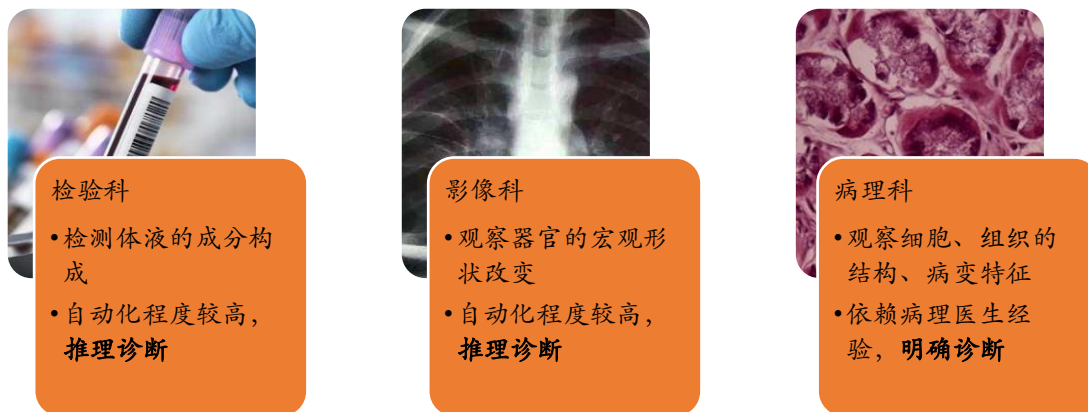 检验科
•检测体液的成分构
成
•自动化程度较高，
推理诊断
影像科
•观察器官的宏观形
状改变
•自动化程度较高，
推理诊断
病理科
•观察细胞、组织的
结构、病变特征
•依赖病理医生经
验，明确诊断